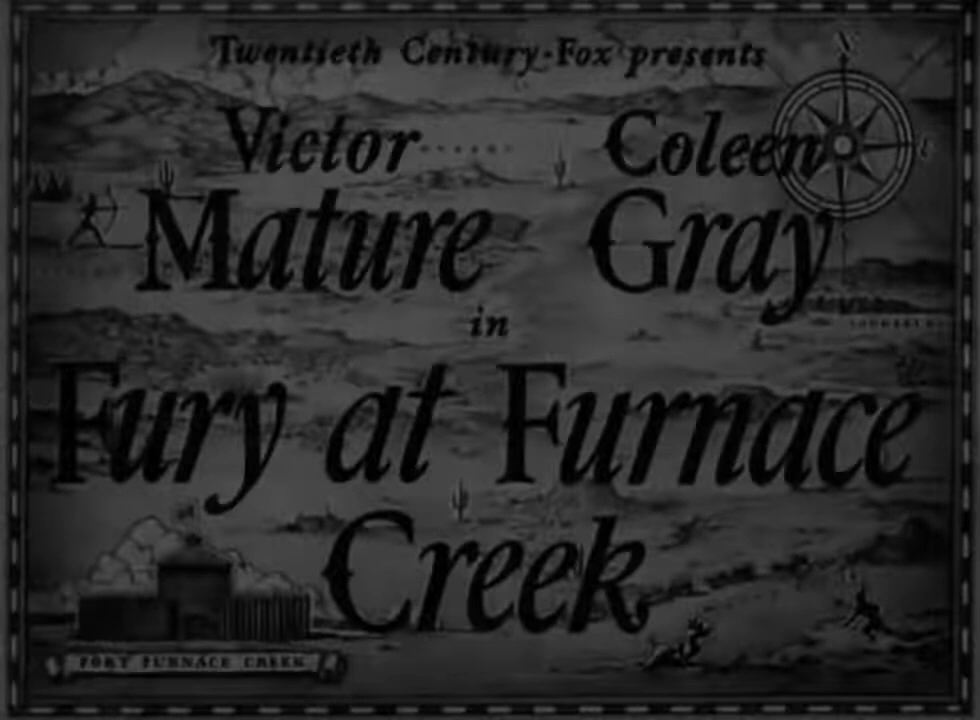 Twentieth Century-Fox presents
N
Victor Coleen
Mature Gray
in
Fury at Furnace
Creek
FORT FURNACE CREEK